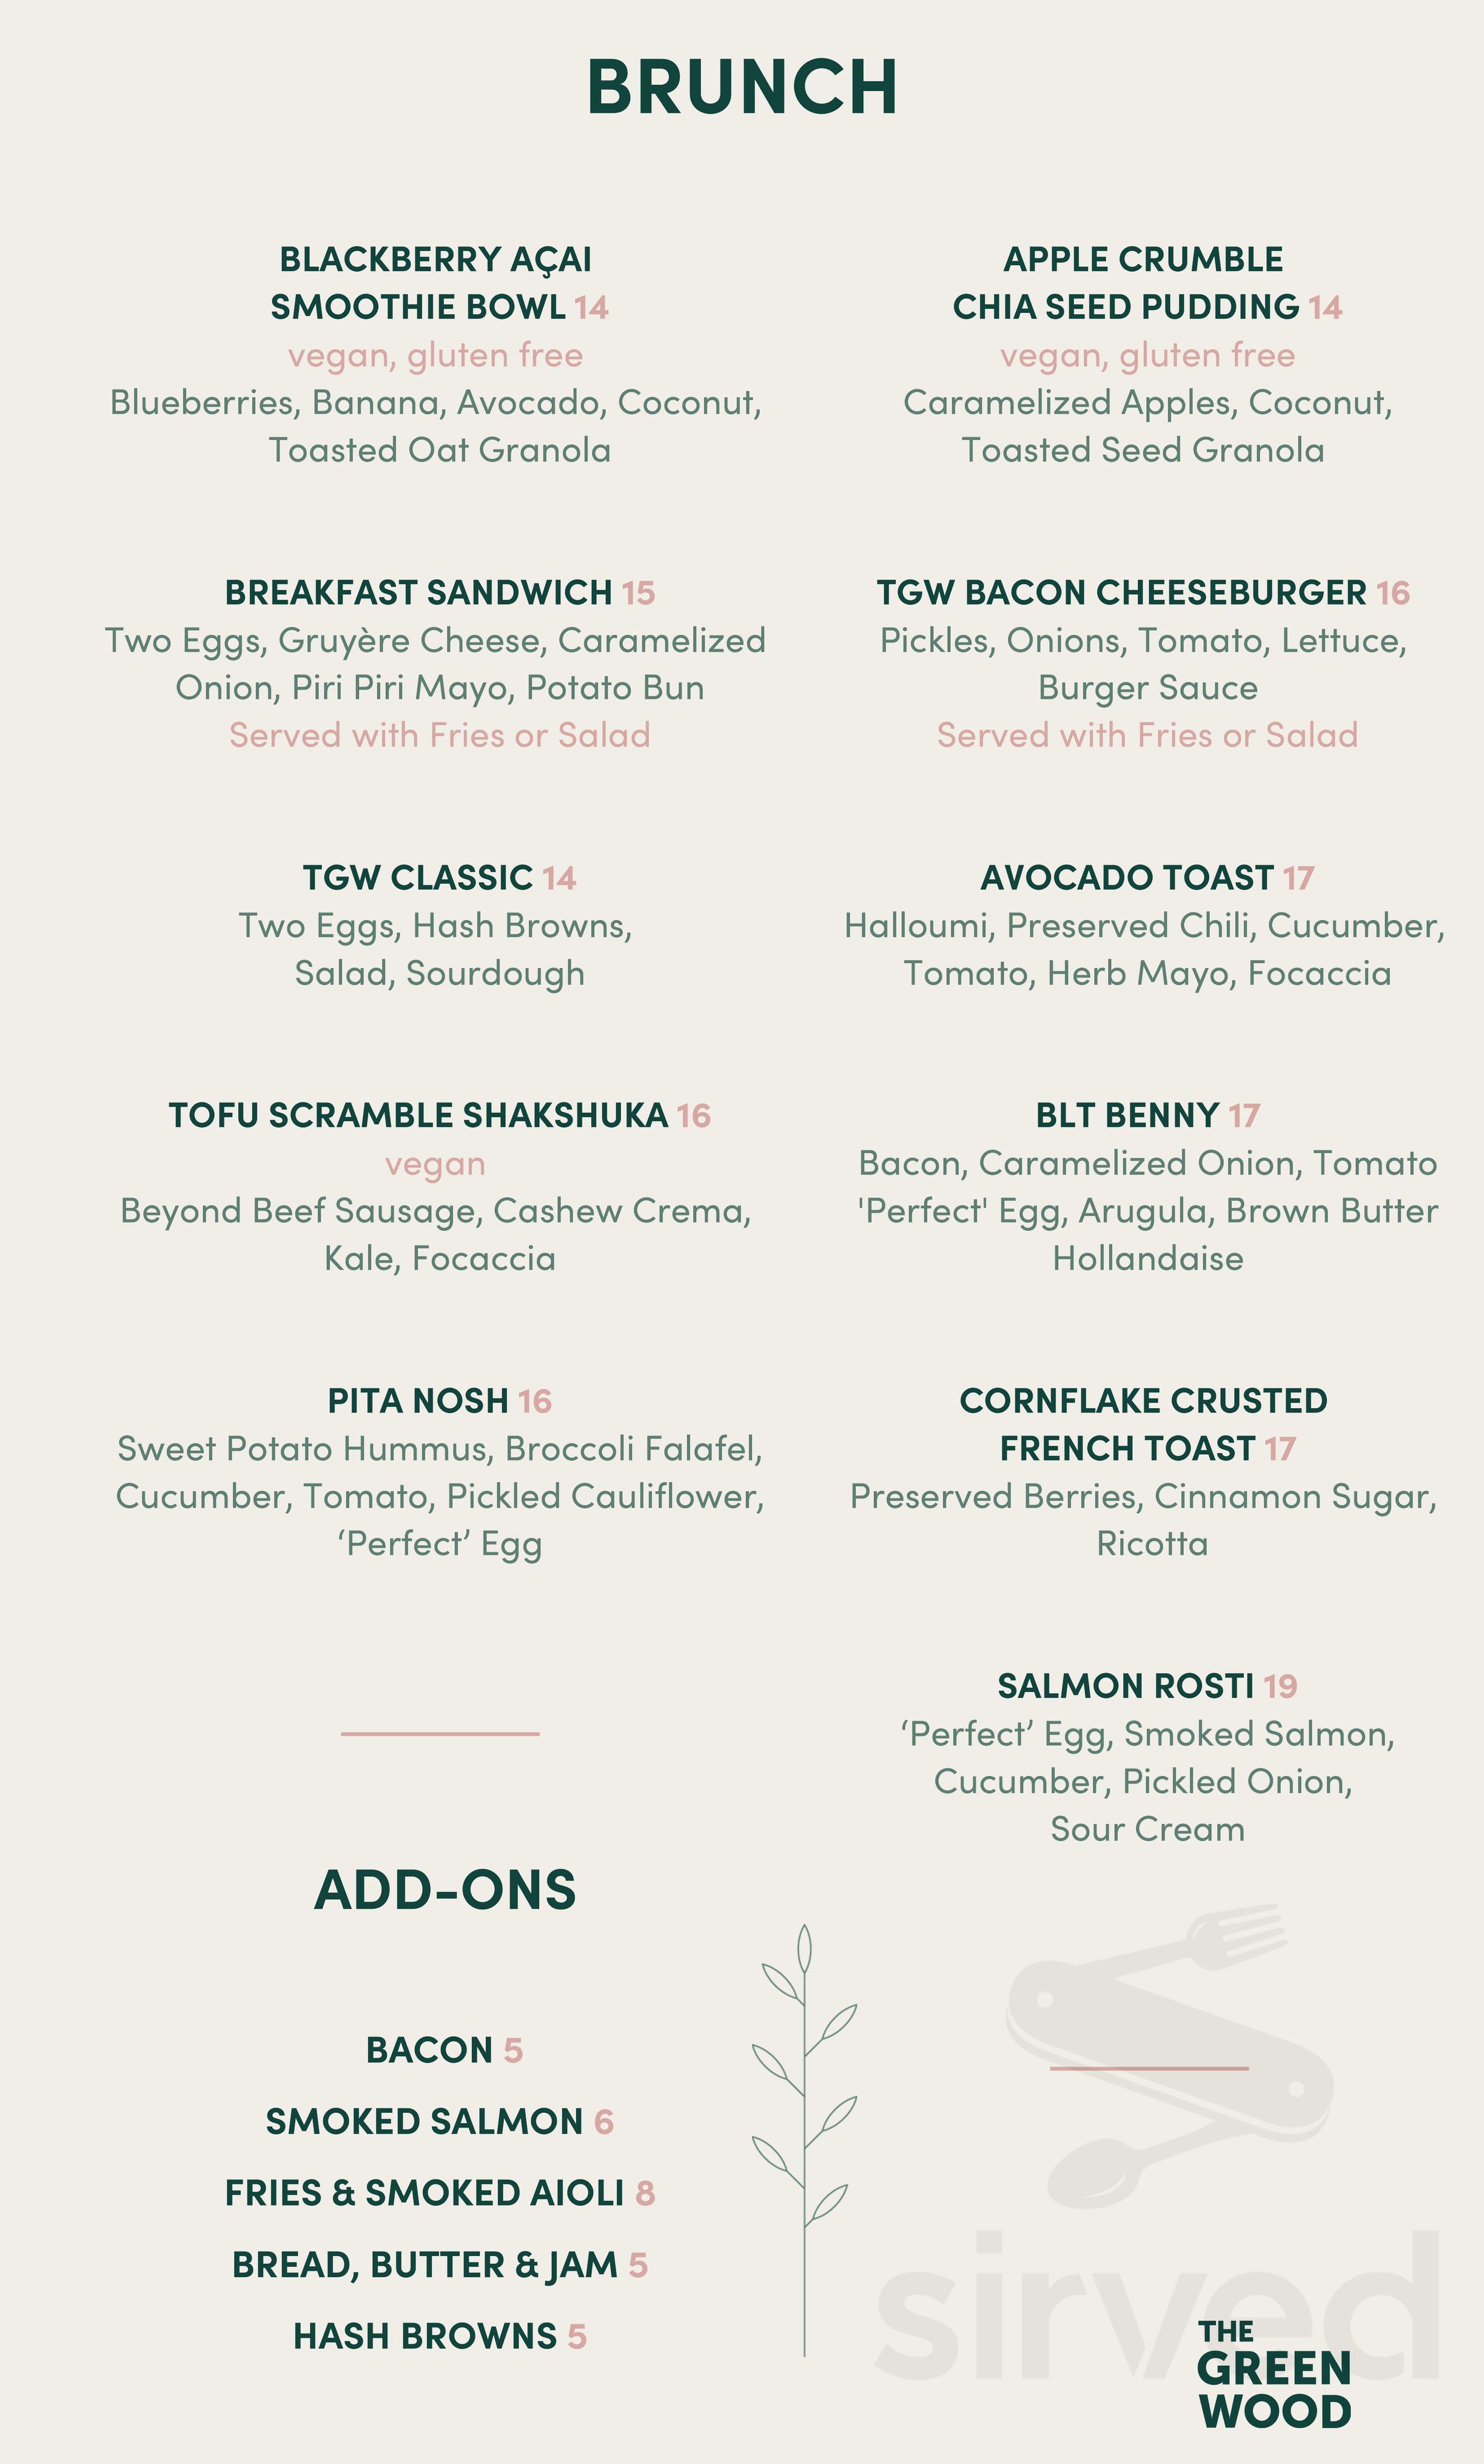 BRUNCH
BLACKBERRY AÇAI
SMOOTHIE BOWL 14
vegan, gluten free
Blueberries, Banana, Avocado, Coconut,
Toasted Oat Granola
BREAKFAST SANDWICH 15
Two Eggs, Gruyère Cheese, Caramelized
Onion, Piri Piri Mayo, Potato Bun
Served with Fries or Salad
TGW CLASSIC 14
Two Eggs, Hash Browns,
Salad, Sourdough
TOFU SCRAMBLE SHAKSHUKA 16
vegan
Beyond Beef Sausage, Cashew Crema,
Kale, Focaccia
PITA NOSH 16
Sweet Potato Hummus, Broccoli Falafel,
Cucumber, Tomato, Pickled Cauliflower,
‘Perfect’ Egg
ADD-ONS
BACON 5
SMOKED SALMON 6
FRIES & SMOKED AIOLI 8
BREAD, BUTTER & JAM 5
HASH BROWNS 5
APPLE CRUMBLE
CHIA SEED PUDDING 14
vegan, gluten free
Caramelized Apples, Coconut,
Toasted Seed Granola
TGW BACON CHEESEBURGER 16
Pickles, Onions, Tomato, Lettuce,
Burger Sauce
Served with Fries or Salad
AVOCADO TOAST 17
Halloumi, Preserved Chili, Cucumber,
Tomato, Herb Mayo, Focaccia
BLT BENNY 17
Bacon, Caramelized Onion, Tomato
'Perfect' Egg, Arugula, Brown Butter
Hollandaise
CORNFLAKE CRUSTED
FRENCH TOAST 17
Preserved Berries, Cinnamon Sugar,
Ricotta
SALMON ROSTI 19
‘Perfect’ Egg, Smoked Salmon,
Cucumber, Pickled Onion,
Sour Cream
sirved
THE
GREEN
WOOD